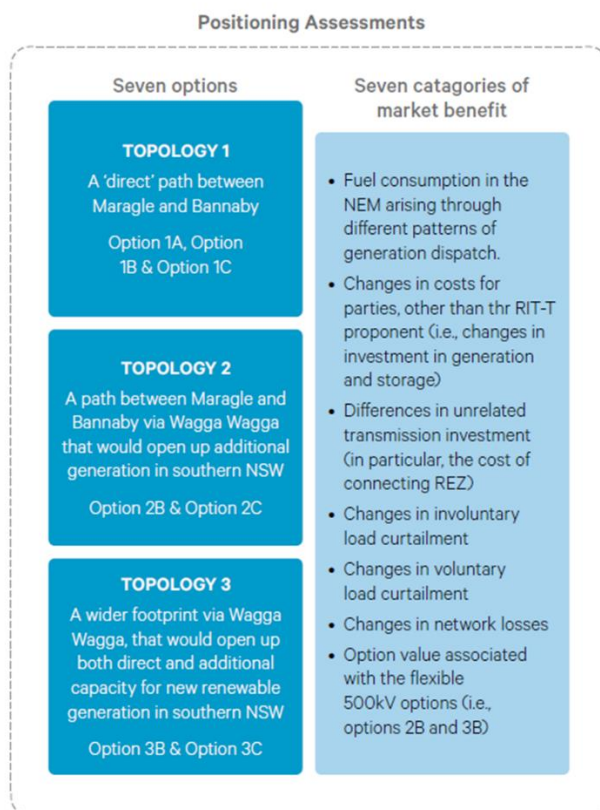 Positioning Assessments
Seven options
TOPOLOGY 1
A ‘direct’ path between
Maragle and Bannaby
Option 1A, Option
1B & Option 1C
TOPOLOGY 2
A path between Maragle and
Bannaby via Wagga Wagga
that would open up additional
generation in southern NSW
Option 2B & Option 2C
TOPOLOGY 3
A wider footprint via Wagga
Wagga, that would open up
both direct and additional
capacity for new renewable
generation in southern NSW
Option 3B & Option 3C
Seven catagories of
market benefit
• Fuel consumption in the
NEM arising through
different patterns of
generation dispatch.
• Changes in costs for
parties, other than thr RIT-T
proponent (i.e., changes in
investment in generation
and storage)
• Differences in unrelated
transmission investment
(in particular, the cost of
connecting REZ)
• Changes in involuntary
load curtailment
• Changes in voluntary
load curtailment
• Changes in network losses
• Option value associated
with the flexible
500kV options (i.e.,
options 2B and 3B)